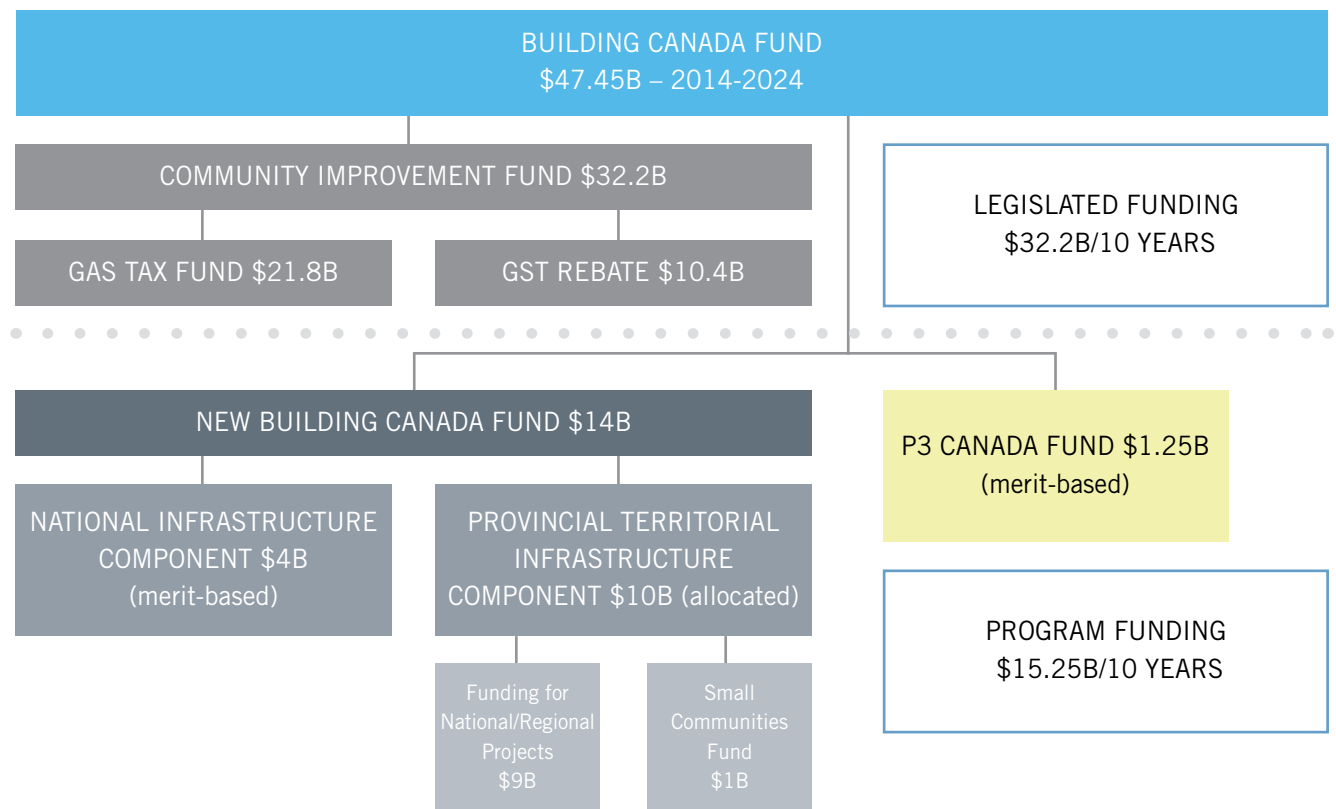 BUILDING CANADA FUND
$47.45B – 2014-2024
COMMUNITY IMPROVEMENT FUND $32.2B
GAS TAX FUND $21.8B
GST REBATE $10.4B
LEGISLATED FUNDING
$32.2B/10 YEARS
NEW BUILDING CANADA FUND $14B
NATIONAL INFRASTRUCTURE
COMPONENT $4B
(merit-based)
PROVINCIAL TERRITORIAL
INFRASTRUCTURE
COMPONENT $10B (allocated)
Funding for
National/Regional
Projects
$9B
Small
Communities
Fund
$1B
P3 CANADA FUND $1.25B
(merit-based)
PROGRAM FUNDING
$15.25B/10 YEARS